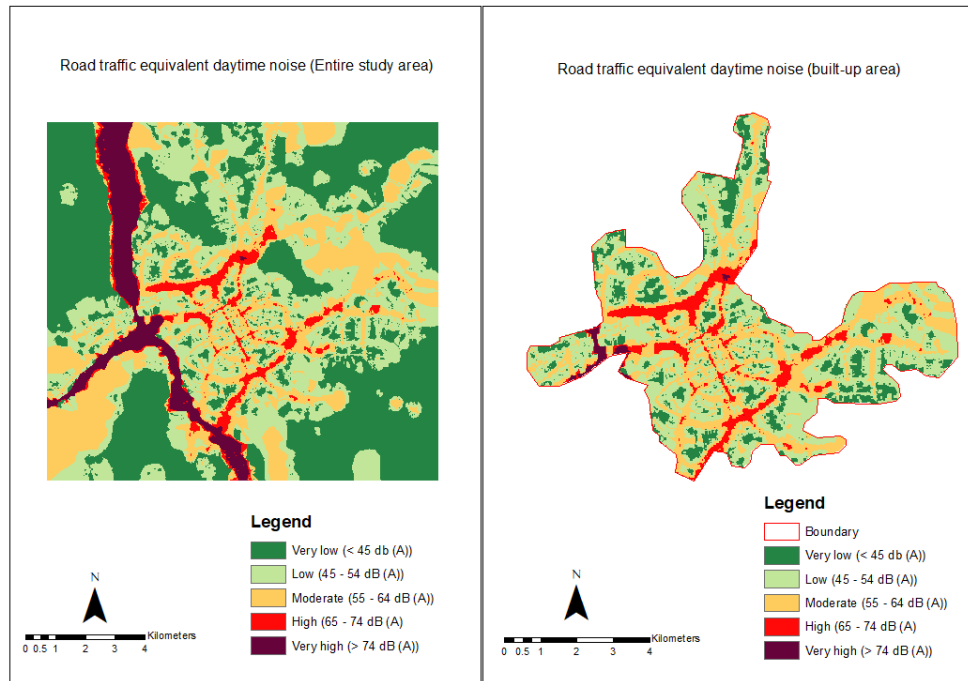 Road traffic equivalent daytime noise (Entire study area)
Legend
Very low (< 45 db (A))
Low (45 - 54 dB (A))
Moderate (55 - 64 dB (A))
High (65 - 74 dB (A)
Very high (> 74 dB (A))
N
Kilometers
0 0.5 1 2 3 4
Road traffic equivalent daytime noise (built-up area)
Legend
Boundary
Very low (< 45 dB (A))
Low (45 - 54 dB (A))
Moderate (55 - 64 dB (A))
High (65 - 74 dB (A)
Very high (> 74 dB (A))
N
Kilometers
0 0.5 1 2 3 4